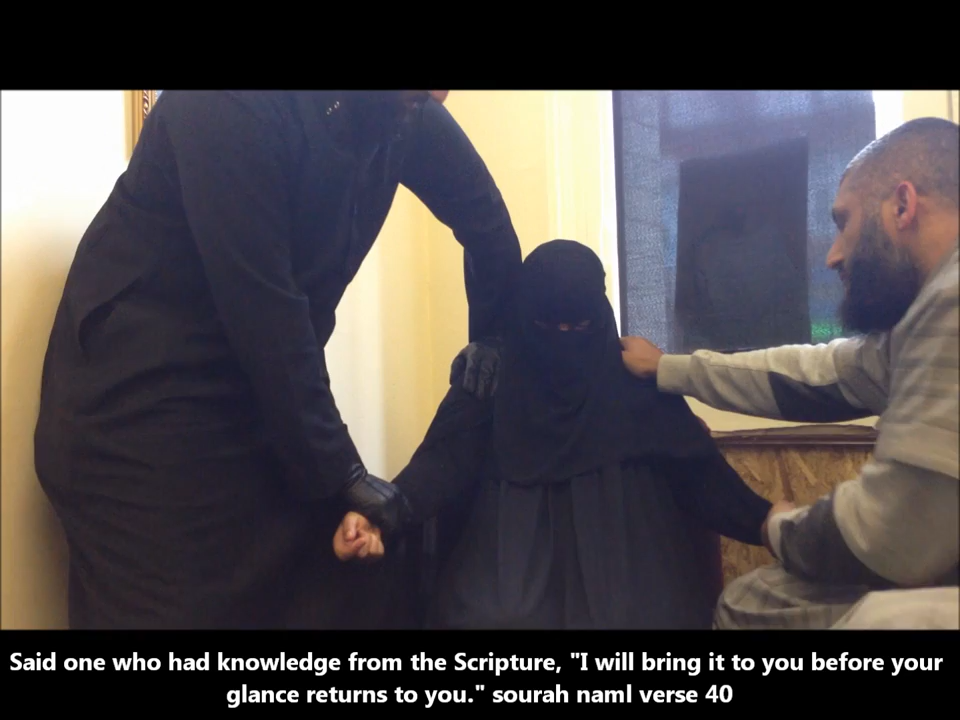 Said one who had knowledge from the Scripture, "I will bring it to you before your
glance returns to you." sourah naml verse 40